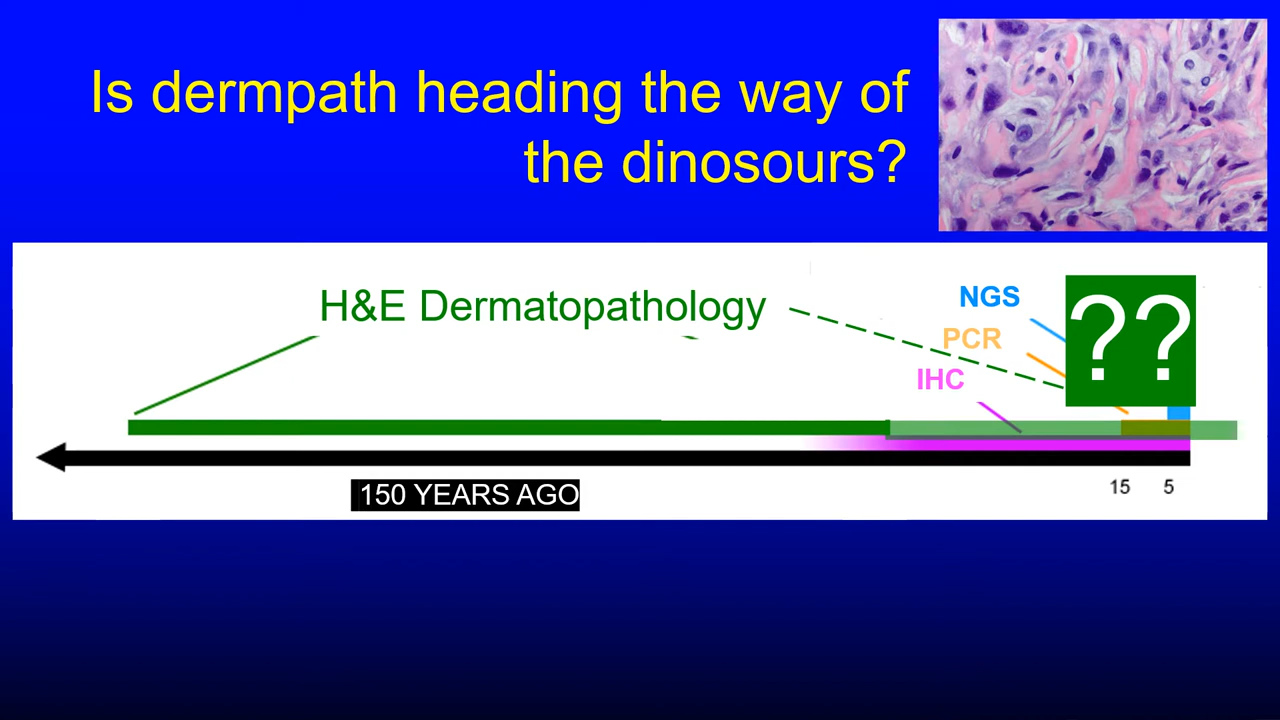 Is dermpath heading the way of
the dinosours?
H&E Dermatopathology
NGS
PCR
IHC
??
150 YEARS AGO
15
5